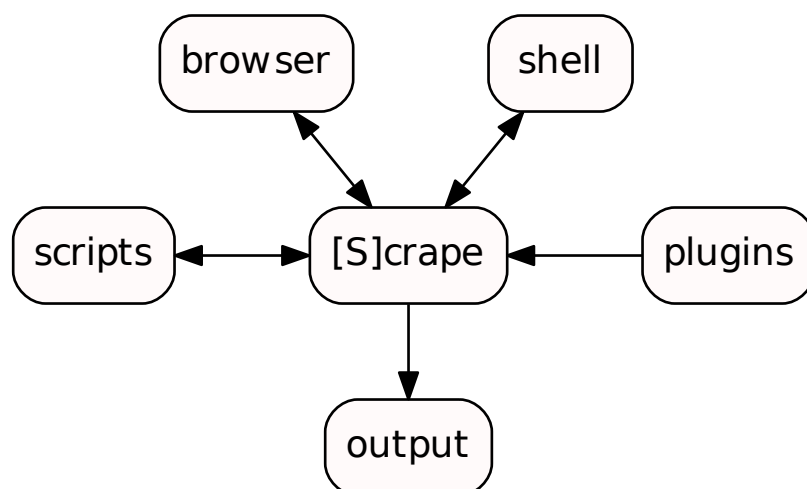 browser
shell
scripts
[S]crape
plugins
output